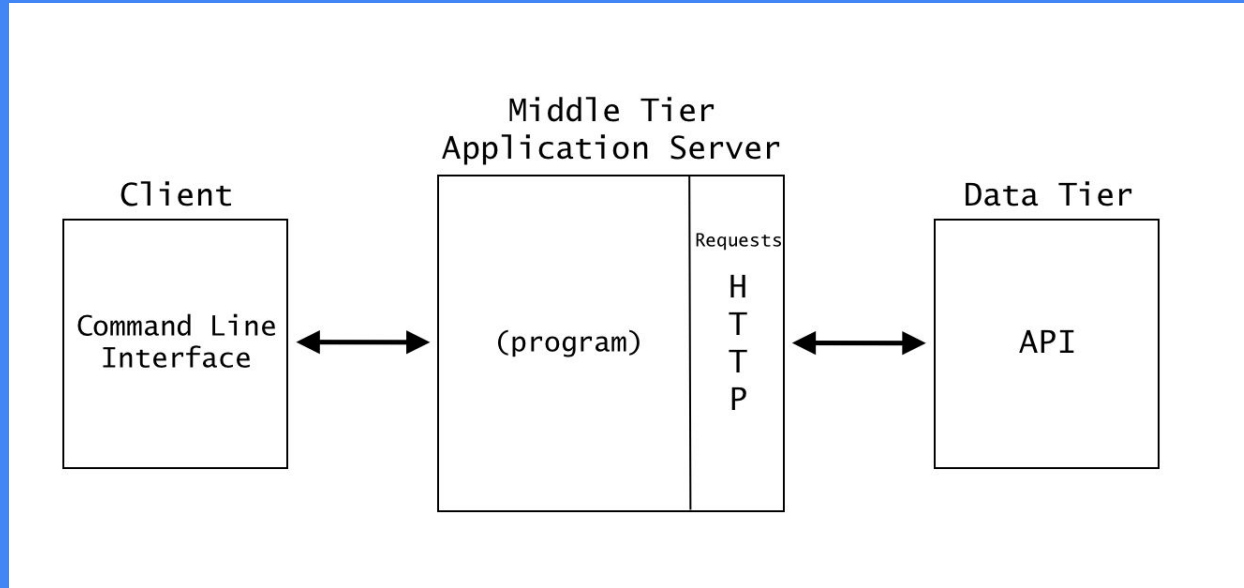 Client
Command Line
Interface
Middle Tier
Application Server
(program)
Requests
H
T
T
P
Data Tier
API